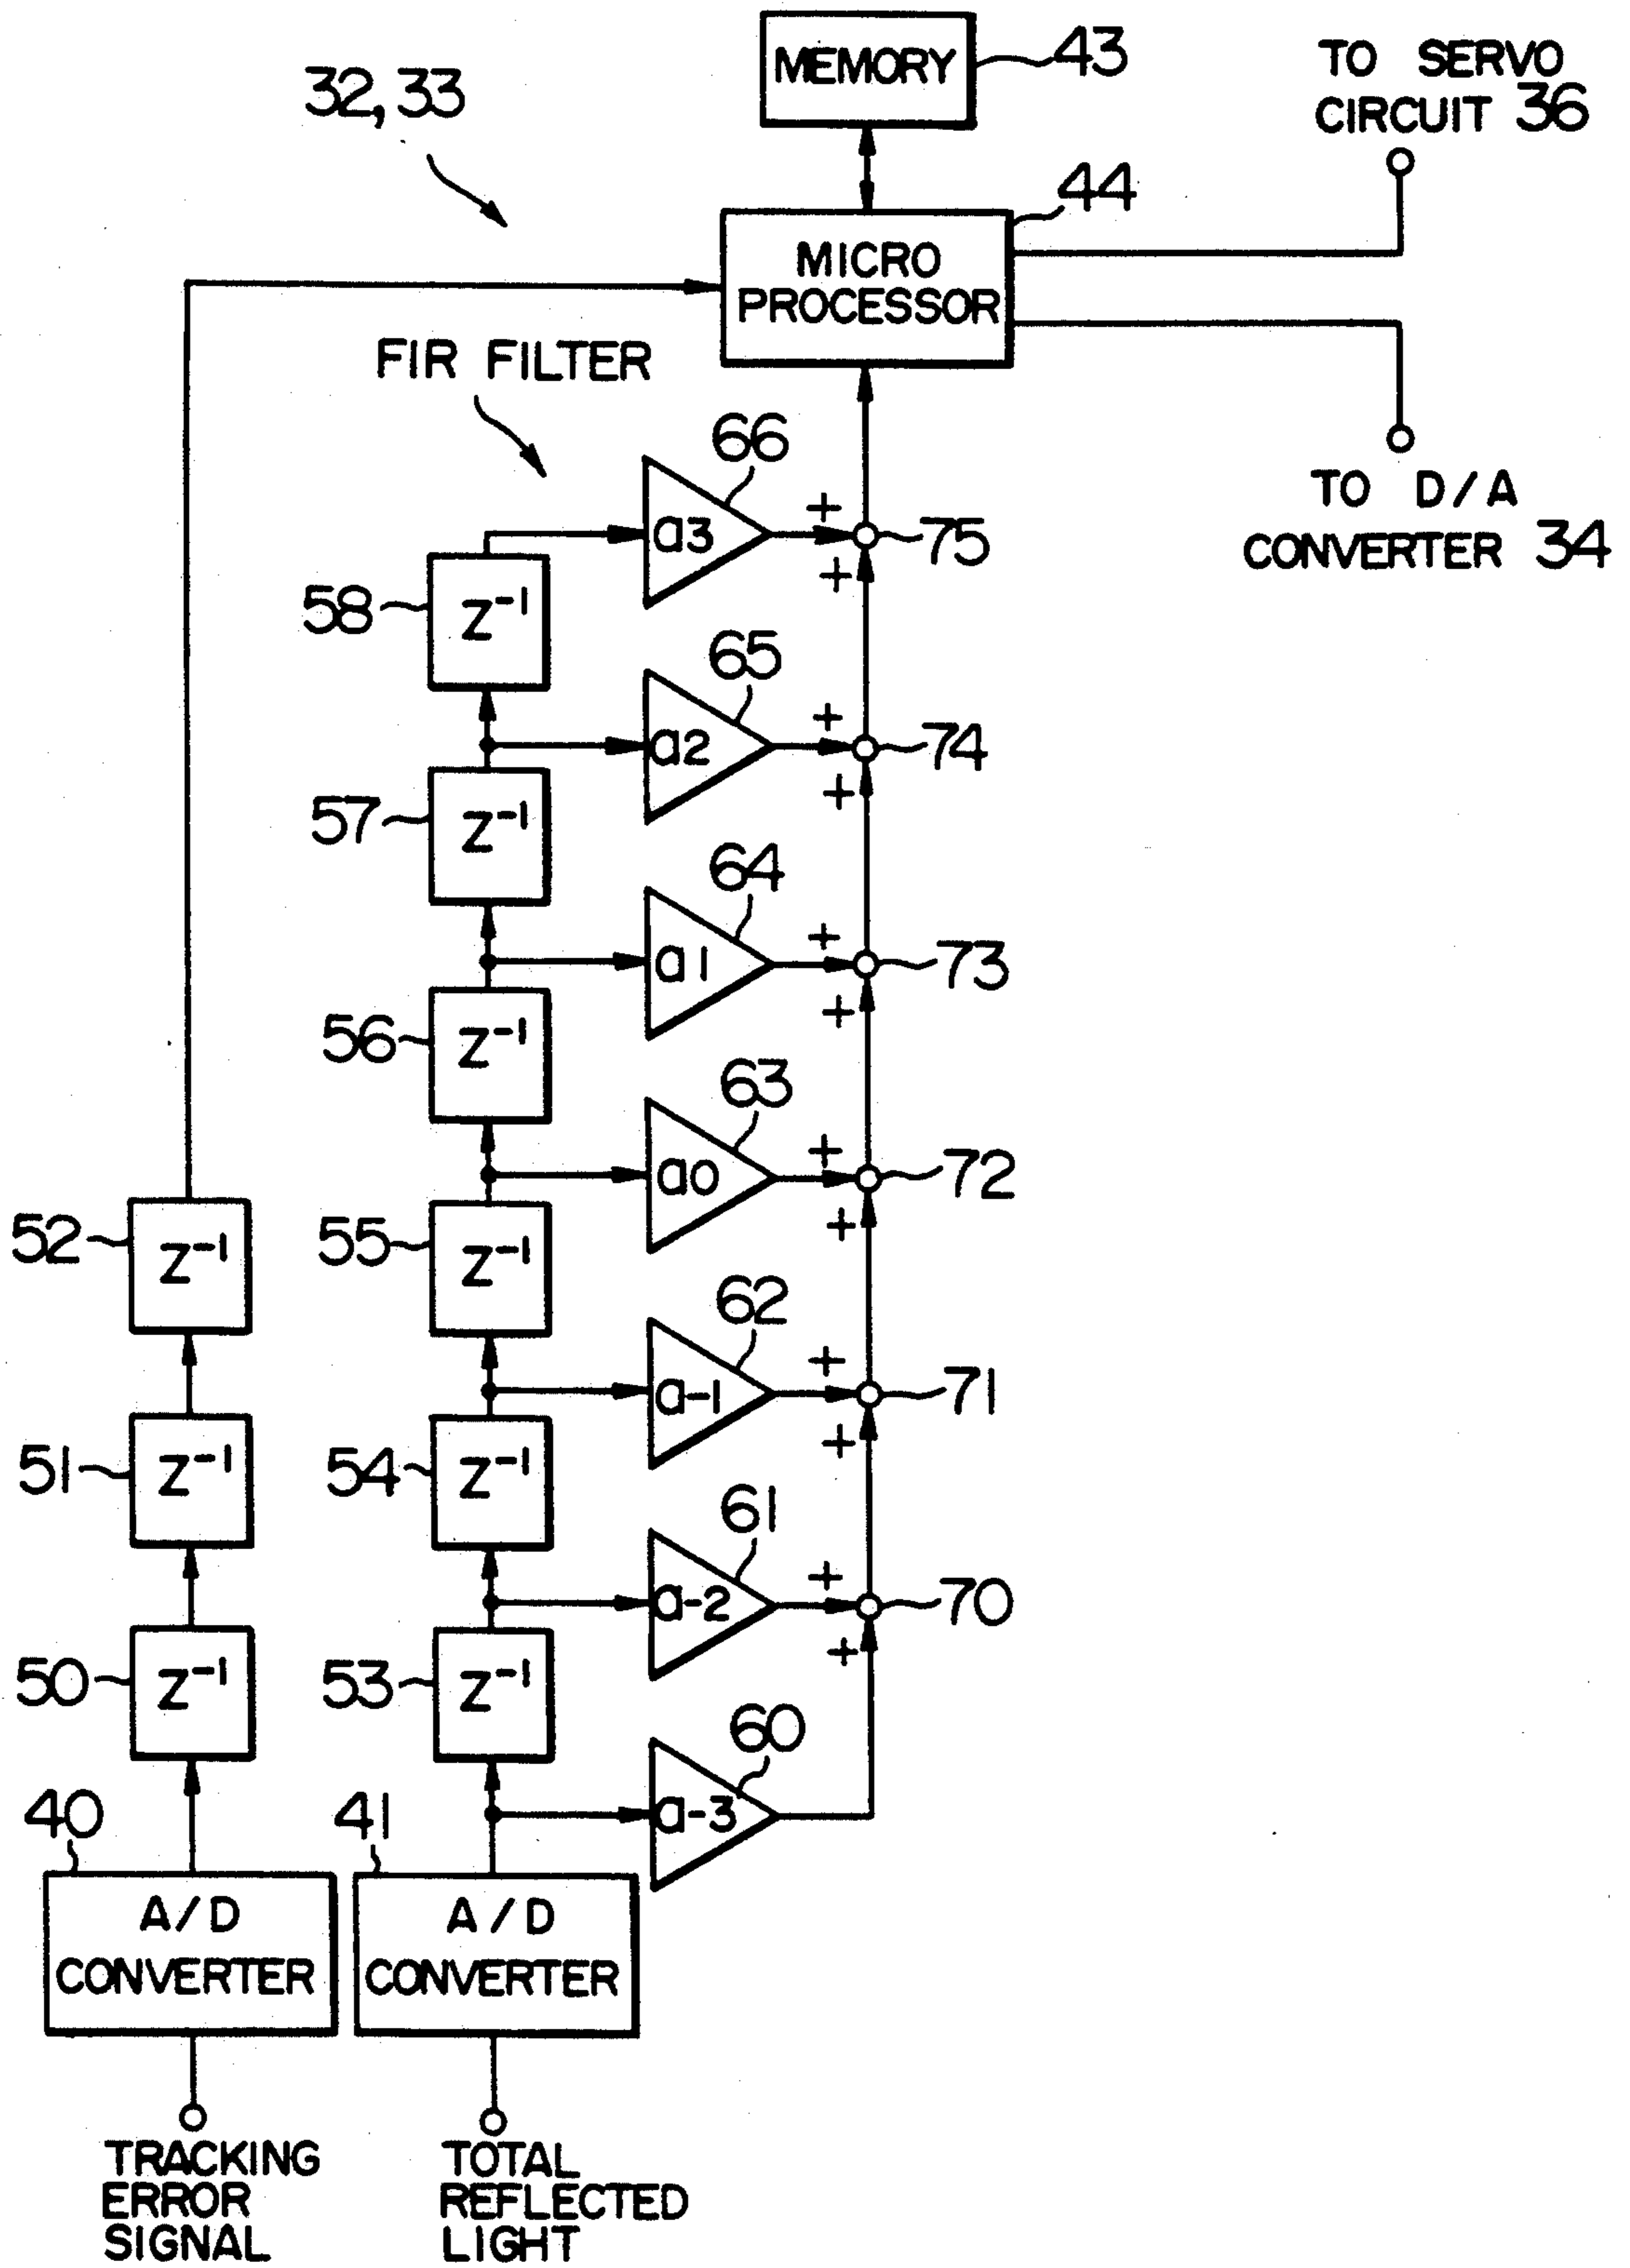 MEMORY
43
TO SERVO
CIRCUIT 36
32, 33
44
MICRO
PROCESSOR
FIR FILTER
TO D/A
CONVERTER 34
66
a3
+
+
75
58
Z⁻¹
65
a2
+
+
74
57
Z⁻¹
64
a1
+
+
73
56
Z⁻¹
63
a0
+
+
72
52
Z⁻¹
55
Z⁻¹
62
a-1
+
+
71
51
Z⁻¹
54
Z⁻¹
61
a-2
+
+
70
50
Z⁻¹
53
Z⁻¹
60
a-3
40
41
A/D
CONVERTER
A/D
CONVERTER
TRACKING
ERROR
SIGNAL
TOTAL
REFLECTED
LIGHT